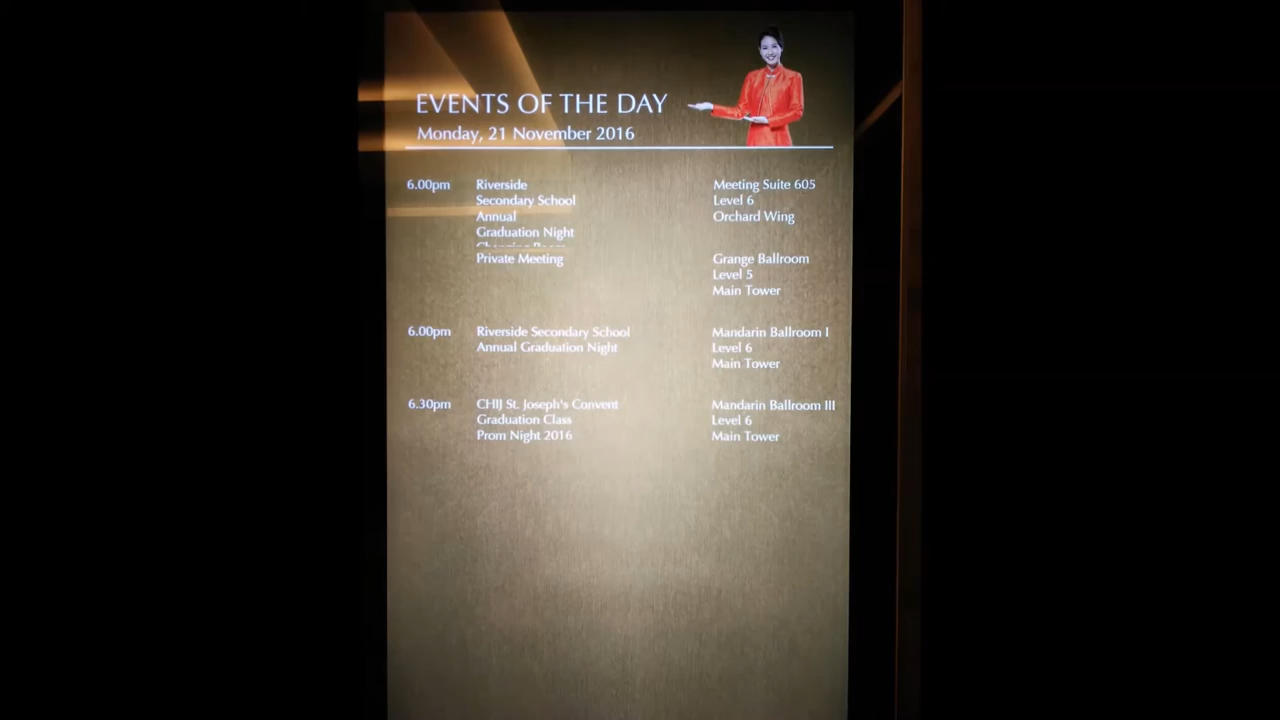 EVENTS OF THE DAY
Monday, 21 November 2016
6.00pm
Riverside
Secondary School
Annual
Graduation Night
Meeting Suite 605
Level 6
Orchard Wing
Private Meeting
Grange Ballroom
Level 5
Main Tower
6.00pm
Riverside Secondary School
Annual Graduation Night
Mandarin Ballroom I
Level 6
Main Tower
6.30pm
CHIJ St. Joseph's Convent
Graduation Class
Prom Night 2016
Mandarin Ballroom III
Level 6
Main Tower